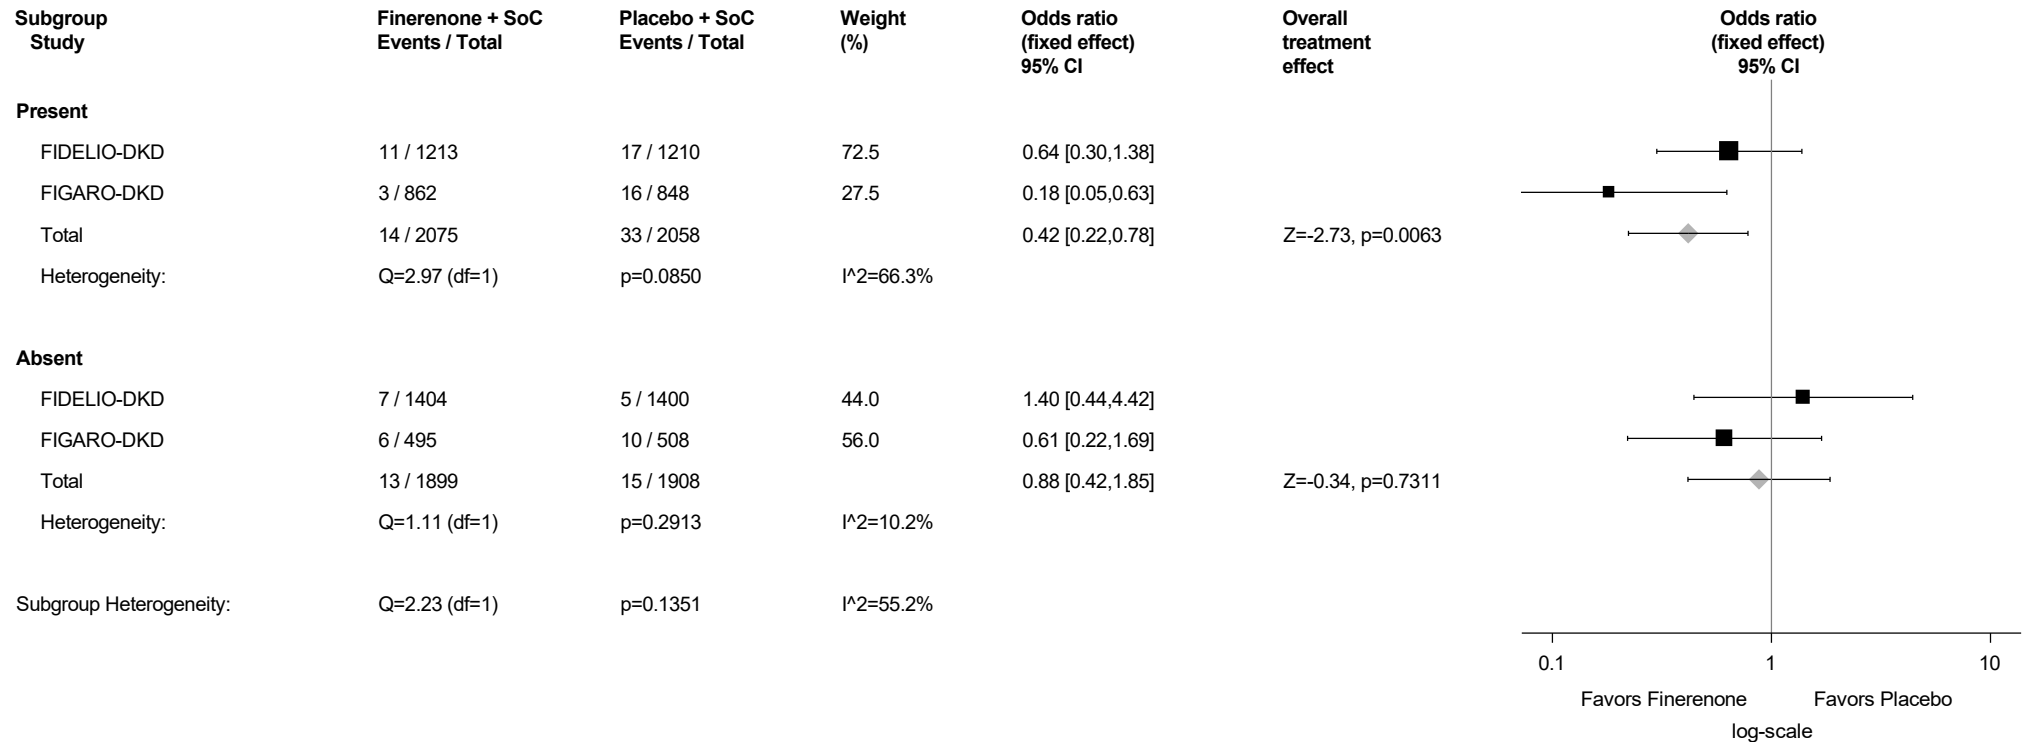 Subgroup Finerenone + SoC Placebo + SoC Weight Odds ratio Overall Odds ratio
Study Events / Total Events / Total (%) (fixed effect) treatment (fixed effect)
95% CI effect 95% CI
Present
FIDELIO-DKD 11 / 1213 17 / 1210 72.5 0.64 [0.30,1.38]
FIGARO-DKD 3 / 862 16 / 848 27.5 0.18 [0.05,0.63]
Total 14 / 2075 33 / 2058 0.42 [0.22,0.78] Z=-2.73, p=0.0063
Heterogeneity: Q=2.97 (df=1) p=0.0850 I^2=66.3%
Absent
FIDELIO-DKD 7 / 1404 5 / 1400 44.0 1.40 [0.44,4.42]
FIGARO-DKD 6 / 495 10 / 508 56.0 0.61 [0.22,1.69]
Total 13 / 1899 15 / 1908 0.88 [0.42,1.85] Z=-0.34, p=0.7311
Heterogeneity: Q=1.11 (df=1) p=0.2913 I^2=10.2%
Subgroup Heterogeneity: Q=2.23 (df=1) p=0.1351 I^2=55.2%
0.1 1 10
Favors Finerenone Favors Placebo
log-scale